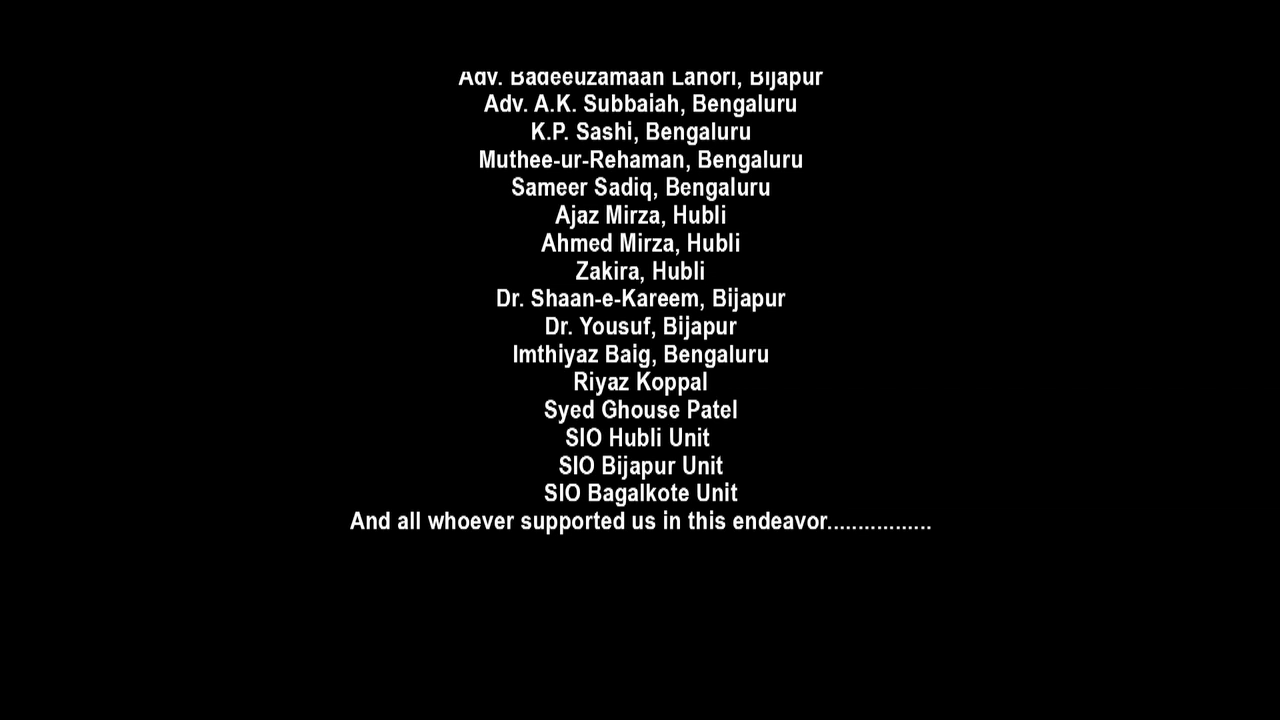 Adv. Badeeuzamaan Lahori, Bijapur
Adv. A.K. Subbaiah, Bengaluru
K.P. Sashi, Bengaluru
Muthee-ur-Rehaman, Bengaluru
Sameer Sadiq, Bengaluru
Ajaz Mirza, Hubli
Ahmed Mirza, Hubli
Zakira, Hubli
Dr. Shaan-e-Kareem, Bijapur
Dr. Yousuf, Bijapur
Imthiyaz Baig, Bengaluru
Riyaz Koppal
Syed Ghouse Patel
SIO Hubli Unit
SIO Bijapur Unit
SIO Bagalkote Unit
And all whoever supported us in this endeavor.................